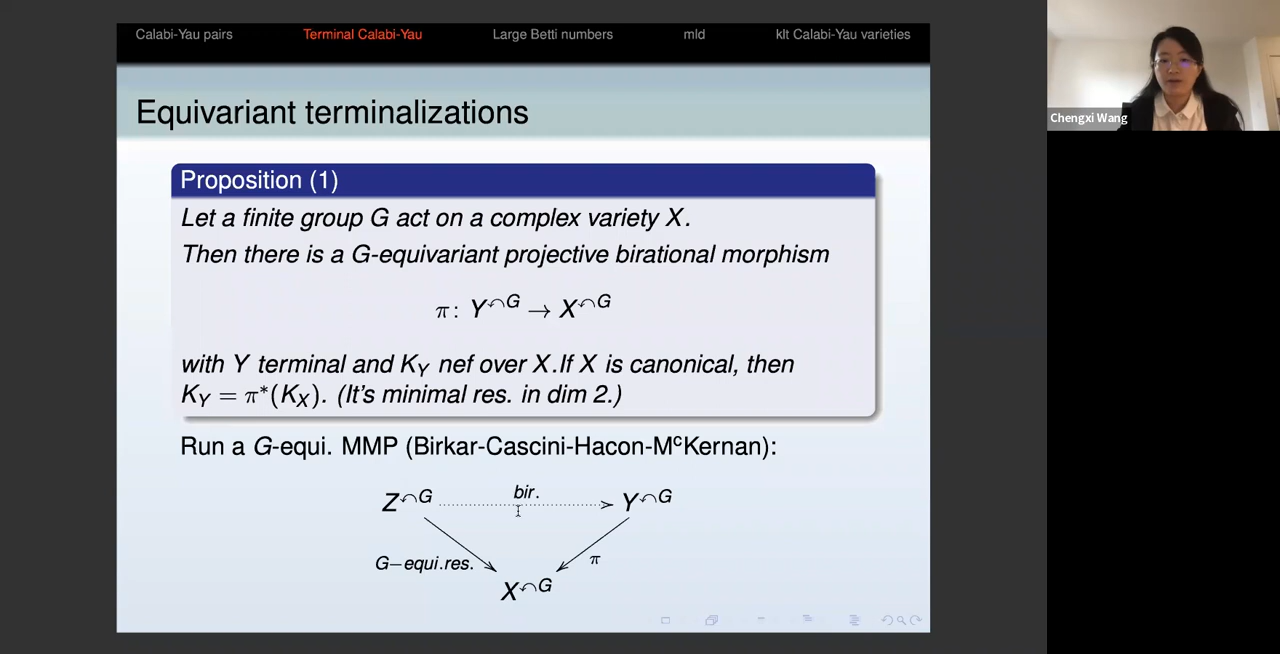 Calabi-Yau pairs Terminal Calabi-Yau Large Betti numbers mld klt Calabi-Yau varieties
Equivariant terminalizations
Proposition (1)
Let a finite group G act on a complex variety X.
Then there is a G-equivariant projective birational morphism
π: Y^↶G → X^↶G
with Y terminal and K_Y nef over X.If X is canonical, then
K_Y = π*(K_X). (It's minimal res. in dim 2.)
Run a G-equi. MMP (Birkar-Cascini-Hacon-M^cKernan):
Z^↶G bir. Y^↶G
G−equi.res. π
X^↶G
Chengxi Wang